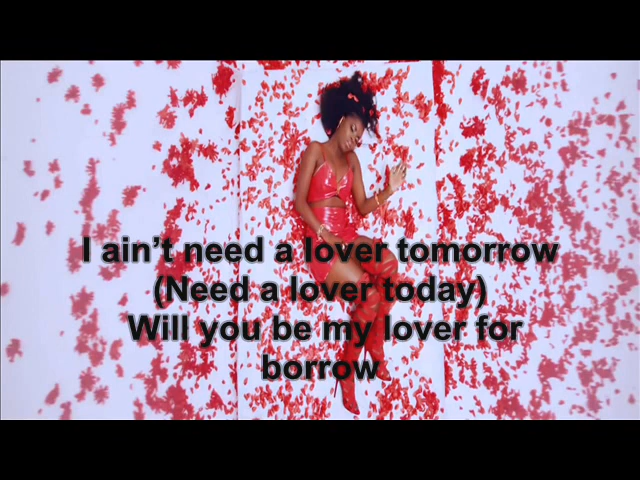 I ain’t need a lover tomorrow
(Need a lover today)
Will you be my lover for
borrow